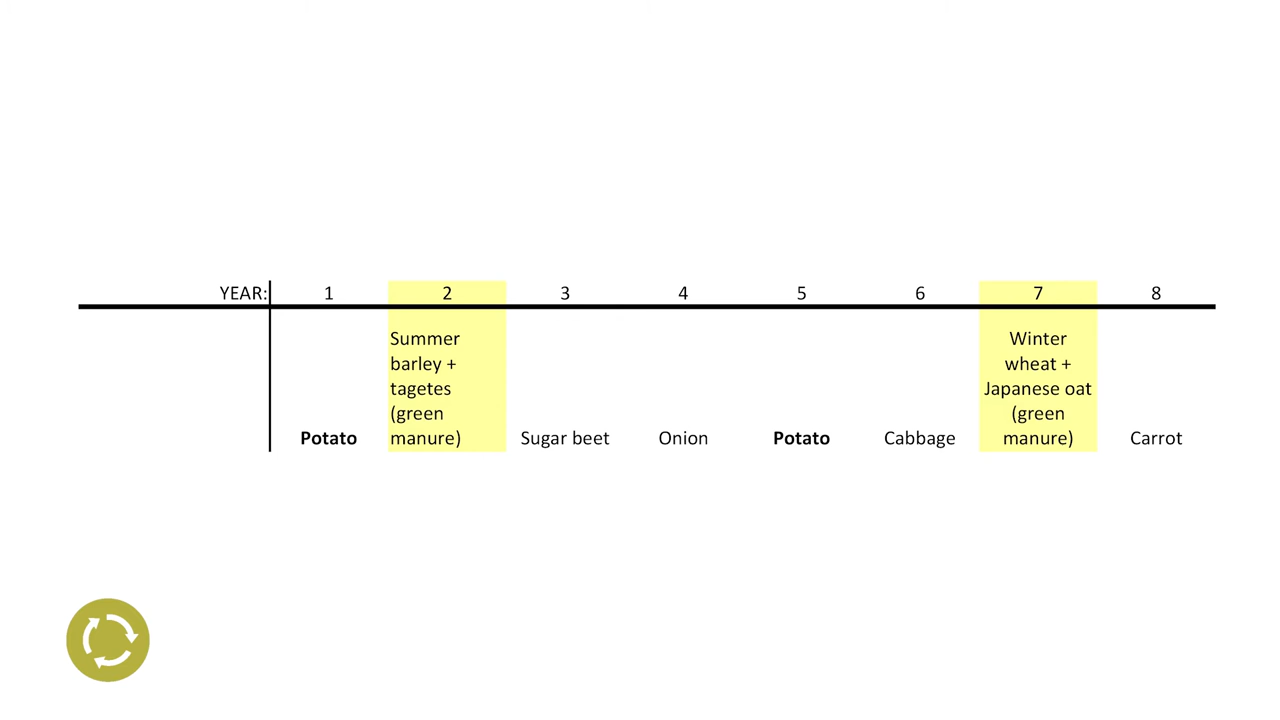 YEAR: 1 2 3 4 5 6 7 8
Summer
barley +
tagetes
(green
manure)
Winter
wheat +
Japanese oat
(green
manure)
Potato
Sugar beet
Onion
Potato
Cabbage
Carrot